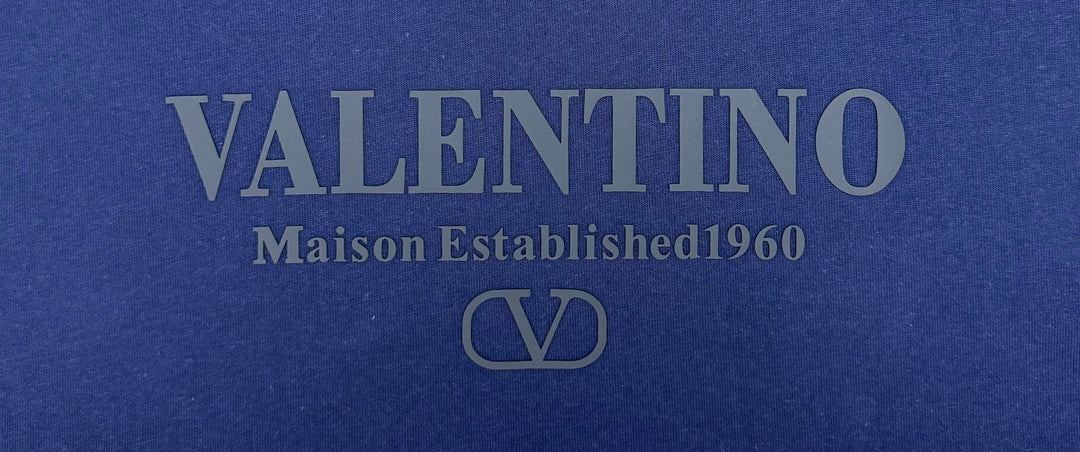 VALENTINO
Maison Established1960
V